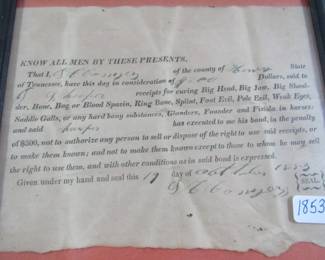 KNOW ALL MEN BY THESE PRESENTS,
That I, of the county of State
of Tennesee, have this day in consideration of Dollars, sold to
receipts for curing Big Head, Big Jaw, Big Shoul-
der, Bone, Bog or Blood Spavin, Ring Bone, Splint, Foot Evil, Pole Evil, Weak Eyes,
Saddle Galls, or any hard bony substances, Glanders, Founder and Fistula in horses:
and said has executed to me his bond, in the penalty
of $500, not to authorize any person to sell or dispose of the right to use said receipts, or
to make them known; and not to make them known except to those to whom he may sell
the right to use them, and with other conditions as in said bond is expressed.
Given under my hand and seal this 17 day of
SEAL
1853